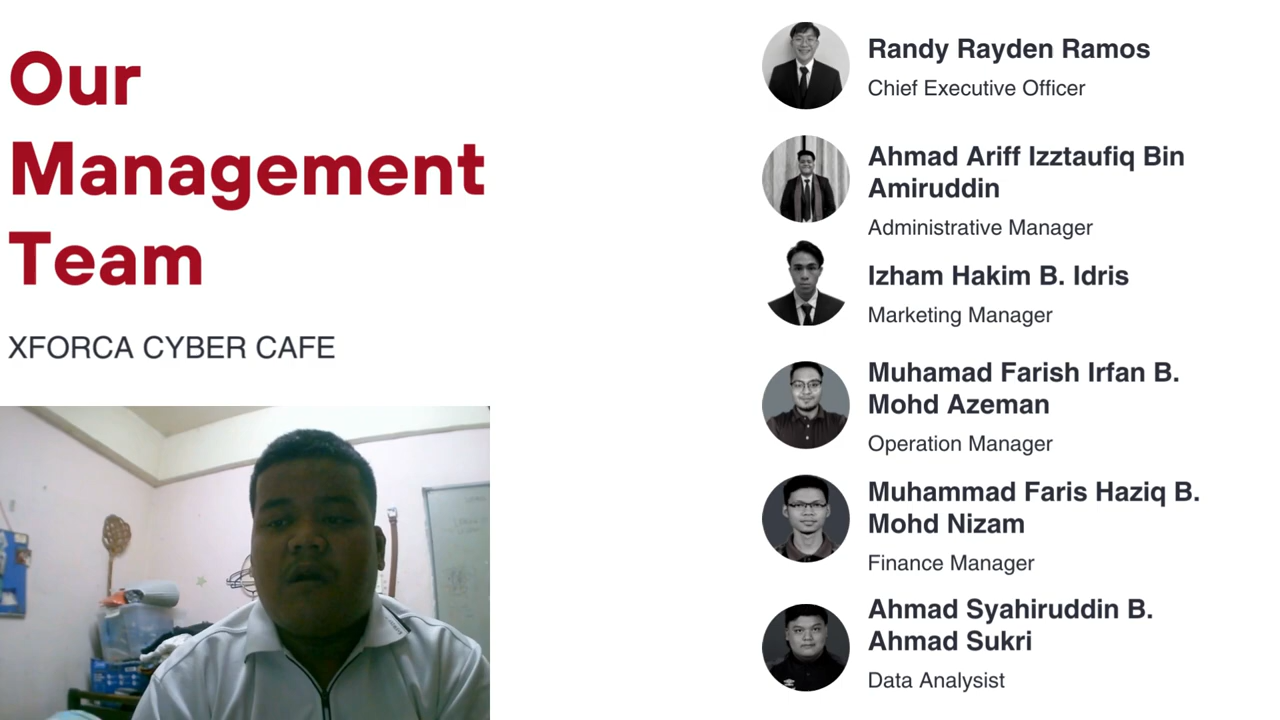 Our
Management
Team
XFORCA CYBER CAFE
Randy Rayden Ramos
Chief Executive Officer
Ahmad Ariff Izztaufiq Bin
Amiruddin
Administrative Manager
Izham Hakim B. Idris
Marketing Manager
Muhamad Farish Irfan B.
Mohd Azeman
Operation Manager
Muhammad Faris Haziq B.
Mohd Nizam
Finance Manager
Ahmad Syahiruddin B.
Ahmad Sukri
Data Analysist